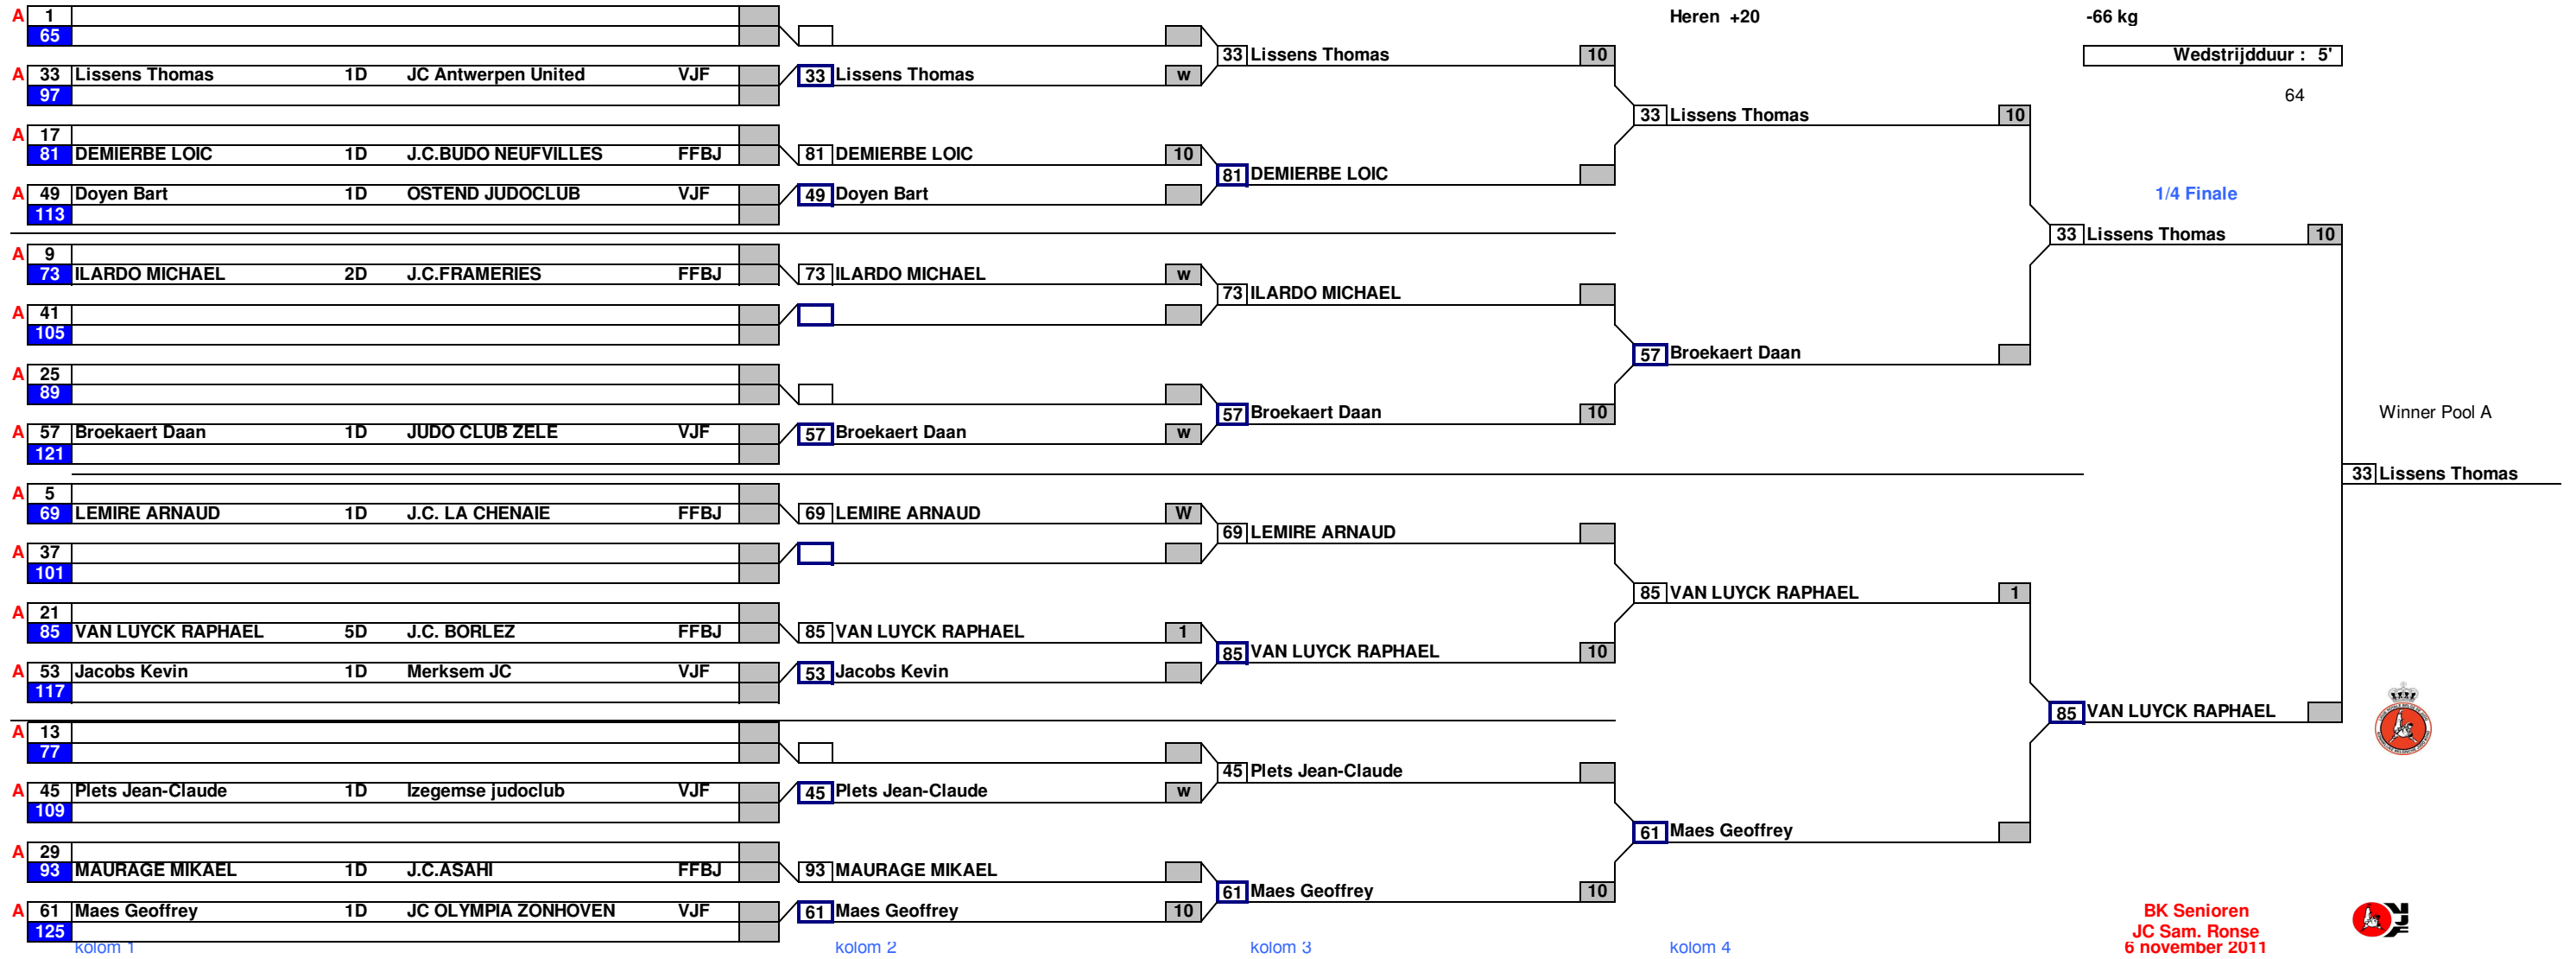 A 1 Heren +20 -66 kg
65
33 Lissens Thomas 10 Wedstrijdduur : 5'
A 33 Lissens Thomas 1D JC Antwerpen United VJF 33 Lissens Thomas w
97 64
33 Lissens Thomas 10
A 17
81 DEMIERBE LOIC 1D J.C.BUDO NEUFVILLES FFBJ 81 DEMIERBE LOIC 10
81 DEMIERBE LOIC
A 49 Doyen Bart 1D OSTEND JUDOCLUB VJF 49 Doyen Bart 1/4 Finale
113
33 Lissens Thomas 10
A 9
73 ILARDO MICHAEL 2D J.C.FRAMERIES FFBJ 73 ILARDO MICHAEL w
73 ILARDO MICHAEL
A 41
105
57 Broekaert Daan
A 25
89
57 Broekaert Daan 10 Winner Pool A
A 57 Broekaert Daan 1D JUDO CLUB ZELE VJF 57 Broekaert Daan w
121
33 Lissens Thomas
A 5
69 LEMIRE ARNAUD 1D J.C. LA CHENAIE FFBJ 69 LEMIRE ARNAUD W
69 LEMIRE ARNAUD
A 37
101
85 VAN LUYCK RAPHAEL 1
A 21
85 VAN LUYCK RAPHAEL 5D J.C. BORLEZ FFBJ 85 VAN LUYCK RAPHAEL 1
85 VAN LUYCK RAPHAEL 10
A 53 Jacobs Kevin 1D Merksem JC VJF 53 Jacobs Kevin
117
85 VAN LUYCK RAPHAEL
A 13
77
45 Plets Jean-Claude
A 45 Plets Jean-Claude 1D Izegemse judoclub VJF 45 Plets Jean-Claude w
109
61 Maes Geoffrey
A 29
93 MAURAGE MIKAEL 1D J.C.ASAHI FFBJ 93 MAURAGE MIKAEL
61 Maes Geoffrey 10
A 61 Maes Geoffrey 1D JC OLYMPIA ZONHOVEN VJF 61 Maes Geoffrey 10 BK Senioren
125 JC Sam. Ronse
kolom 1 kolom 2 kolom 3 kolom 4 6 november 2011